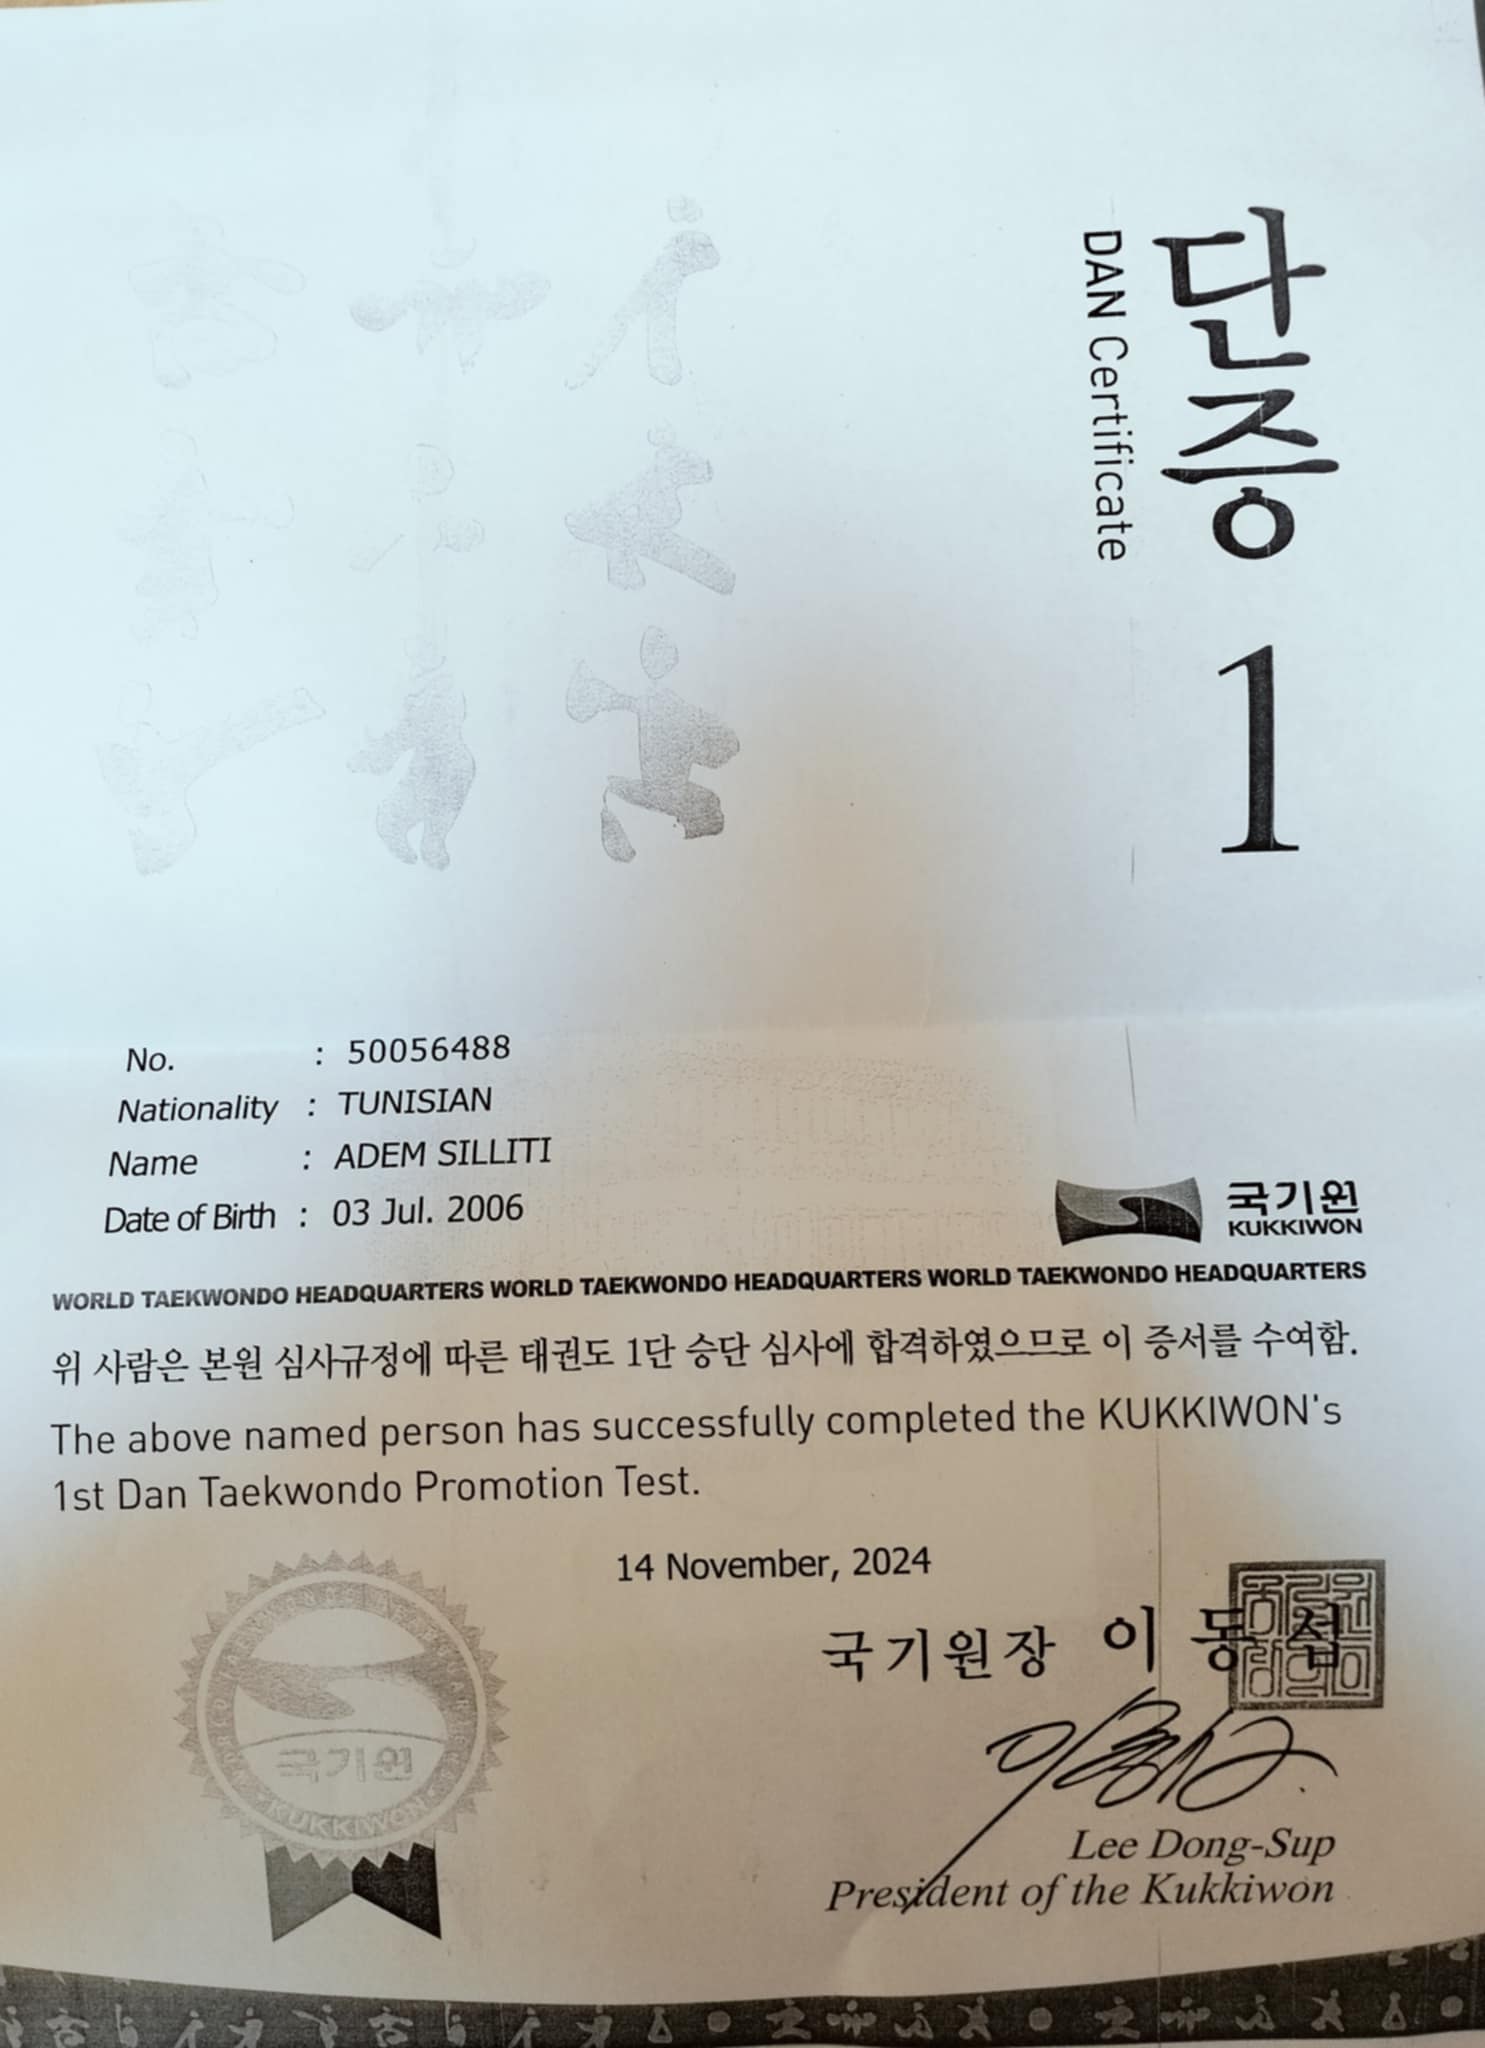 단증 1
DAN Certificate
No. : 50056488
Nationality : TUNISIAN
Name : ADEM SILLITI
Date of Birth : 03 Jul. 2006
국기원
KUKKIWON
WORLD TAEKWONDO HEADQUARTERS WORLD TAEKWONDO HEADQUARTERS WORLD TAEKWONDO HEADQUARTERS
위 사람은 본원 심사규정에 따른 태권도 1단 승단 심사에 합격하였으므로 이 증서를 수여함.
The above named person has successfully completed the KUKKIWON's
1st Dan Taekwondo Promotion Test.
14 November, 2024
국기원장 이동섭
Lee Dong-Sup
President of the Kukkiwon
국기원
KUKKIWON